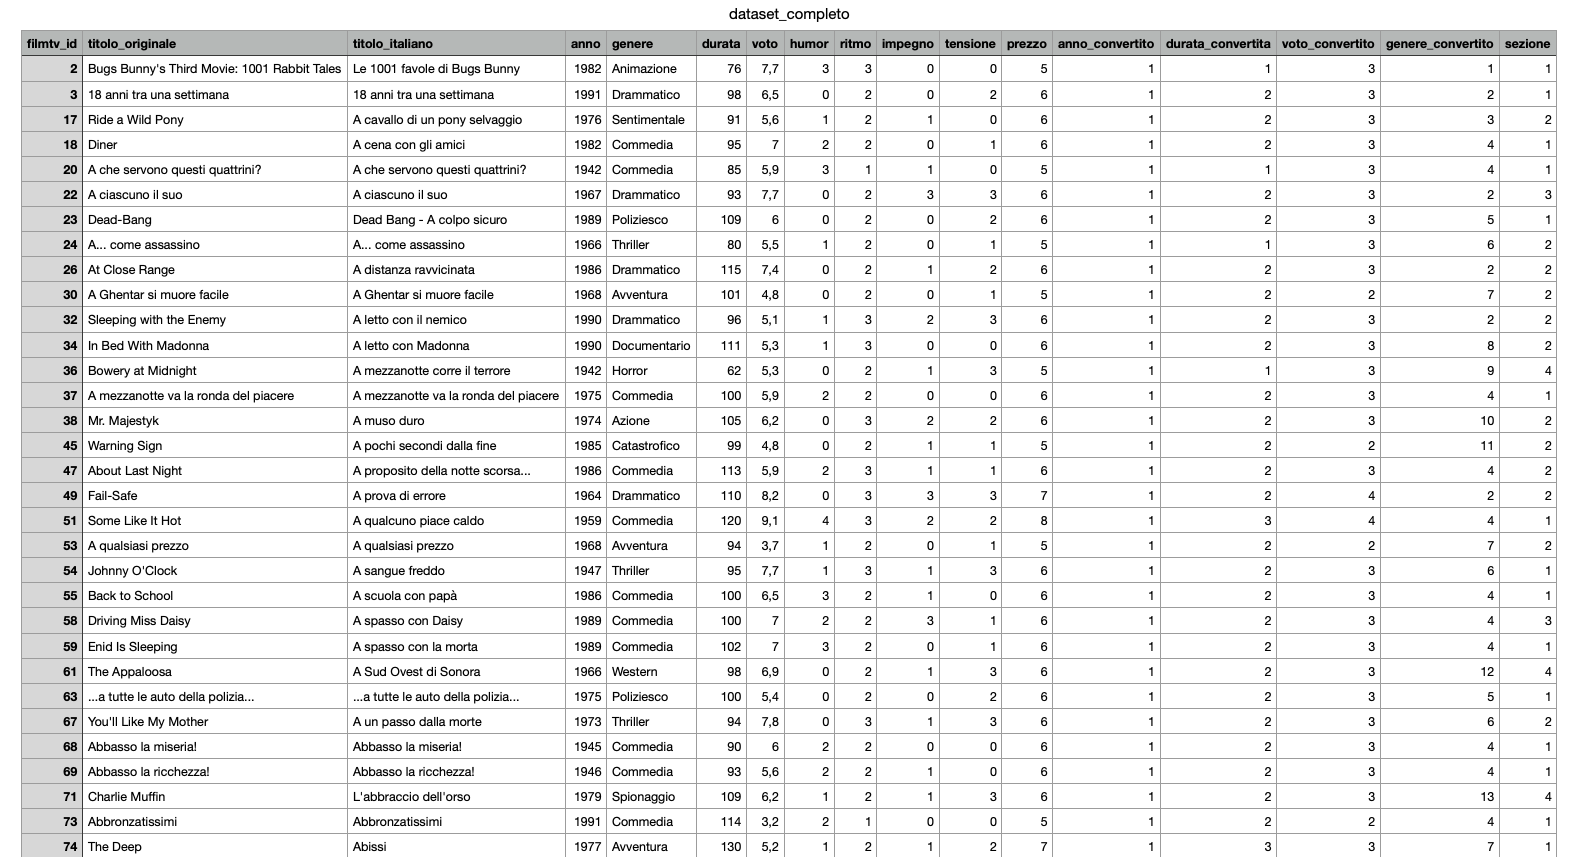 dataset_completo
filmtv_id titolo_originale titolo_italiano anno genere durata voto humor ritmo impegno tensione prezzo anno_convertito durata_convertita voto_convertito genere_convertito sezione
2 Bugs Bunny's Third Movie: 1001 Rabbit Tales Le 1001 favole di Bugs Bunny 1982 Animazione 76 7,7 3 3 0 0 5 1 1 3 1 1
3 18 anni tra una settimana 18 anni tra una settimana 1991 Drammatico 98 6,5 0 2 0 2 6 1 2 3 2 1
17 Ride a Wild Pony A cavallo di un pony selvaggio 1976 Sentimentale 91 5,6 1 2 1 0 6 1 2 3 3 2
18 Diner A cena con gli amici 1982 Commedia 95 7 2 2 0 1 6 1 2 3 4 1
20 A che servono questi quattrini? A che servono questi quattrini? 1942 Commedia 85 5,9 3 1 1 0 5 1 1 3 4 1
22 A ciascuno il suo A ciascuno il suo 1967 Drammatico 93 7,7 0 2 3 3 6 1 2 3 2 3
23 Dead-Bang Dead Bang - A colpo sicuro 1989 Poliziesco 109 6 0 2 0 2 6 1 2 3 5 1
24 A... come assassino A... come assassino 1966 Thriller 80 5,5 1 2 0 1 5 1 1 3 6 2
26 At Close Range A distanza ravvicinata 1986 Drammatico 115 7,4 0 2 1 2 6 1 2 3 2 2
30 A Ghentar si muore facile A Ghentar si muore facile 1968 Avventura 101 4,8 0 2 0 1 5 1 2 2 7 2
32 Sleeping with the Enemy A letto con il nemico 1990 Drammatico 96 5,1 1 3 2 3 6 1 2 3 2 2
34 In Bed With Madonna A letto con Madonna 1990 Documentario 111 5,3 1 3 0 0 6 1 2 3 8 2
36 Bowery at Midnight A mezzanotte corre il terrore 1942 Horror 62 5,3 0 2 1 3 5 1 1 3 9 4
37 A mezzanotte va la ronda del piacere A mezzanotte va la ronda del piacere 1975 Commedia 100 5,9 2 2 0 0 6 1 2 3 4 1
38 Mr. Majestyk A muso duro 1974 Azione 105 6,2 0 3 2 2 6 1 2 3 10 2
45 Warning Sign A pochi secondi dalla fine 1985 Catastrofico 99 4,8 0 2 1 1 5 1 2 2 11 2
47 About Last Night A proposito della notte scorsa... 1986 Commedia 113 5,9 2 3 1 1 6 1 2 3 4 2
49 Fail-Safe A prova di errore 1964 Drammatico 110 8,2 0 3 3 3 7 1 2 4 2 2
51 Some Like It Hot A qualcuno piace caldo 1959 Commedia 120 9,1 4 3 2 2 8 1 3 4 4 1
53 A qualsiasi prezzo A qualsiasi prezzo 1968 Avventura 94 3,7 1 2 0 1 5 1 2 2 7 2
54 Johnny O'Clock A sangue freddo 1947 Thriller 95 7,7 1 3 1 3 6 1 2 3 6 1
55 Back to School A scuola con papà 1986 Commedia 100 6,5 3 2 1 0 6 1 2 3 4 1
58 Driving Miss Daisy A spasso con Daisy 1989 Commedia 100 7 2 2 3 1 6 1 2 3 4 3
59 Enid Is Sleeping A spasso con la morta 1989 Commedia 102 7 3 2 0 1 6 1 2 3 4 1
61 The Appaloosa A Sud Ovest di Sonora 1966 Western 98 6,9 0 2 1 3 6 1 2 3 12 4
63 ...a tutte le auto della polizia... ...a tutte le auto della polizia... 1975 Poliziesco 100 5,4 0 2 0 2 6 1 2 3 5 1
67 You'll Like My Mother A un passo dalla morte 1973 Thriller 94 7,8 0 3 1 3 6 1 2 3 6 2
68 Abbasso la miseria! Abbasso la miseria! 1945 Commedia 90 6 2 2 0 0 6 1 2 3 4 1
69 Abbasso la ricchezza! Abbasso la ricchezza! 1946 Commedia 93 5,6 2 2 1 0 6 1 2 3 4 1
71 Charlie Muffin L'abbraccio dell'orso 1979 Spionaggio 109 6,2 1 2 1 3 6 1 2 3 13 4
73 Abbronzatissimi Abbronzatissimi 1991 Commedia 114 3,2 2 1 0 0 5 1 2 2 4 1
74 The Deep Abissi 1977 Avventura 130 5,2 1 2 1 2 7 1 3 3 7 1